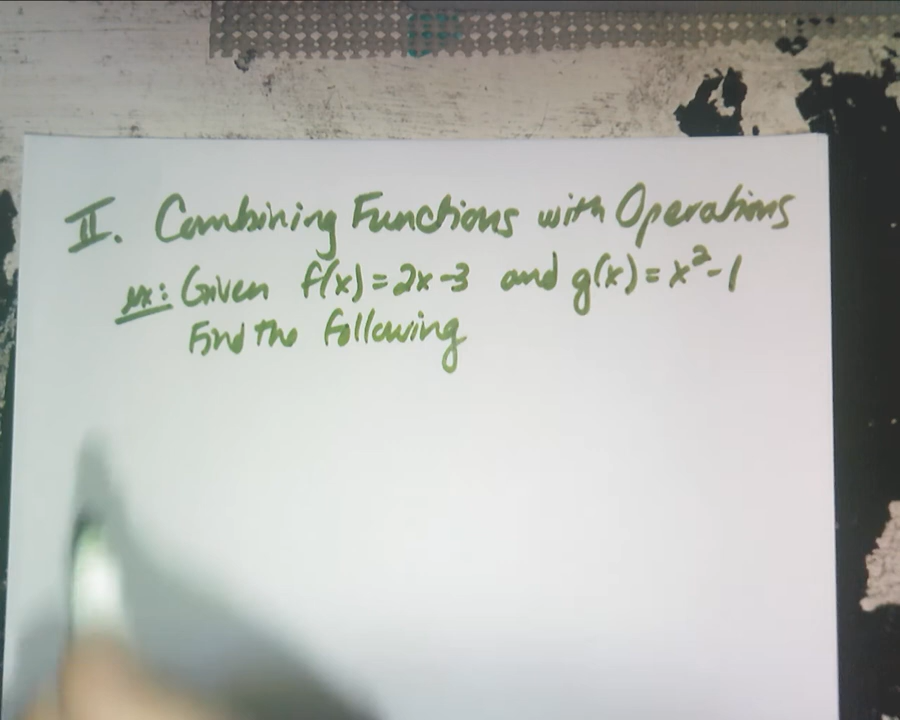 II. Combining Functions with Operations
ex: Given f(x) = 2x-3 and g(x) = x²-1
Find the following